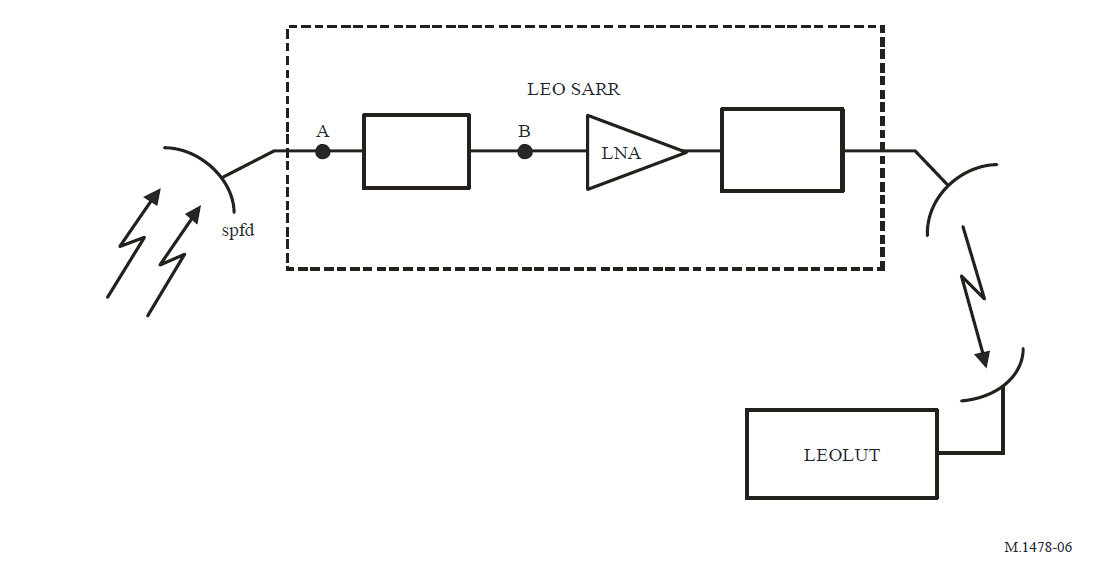 LEO SARR
A
B
LNA
spfd
LEOLUT
M.1478-06